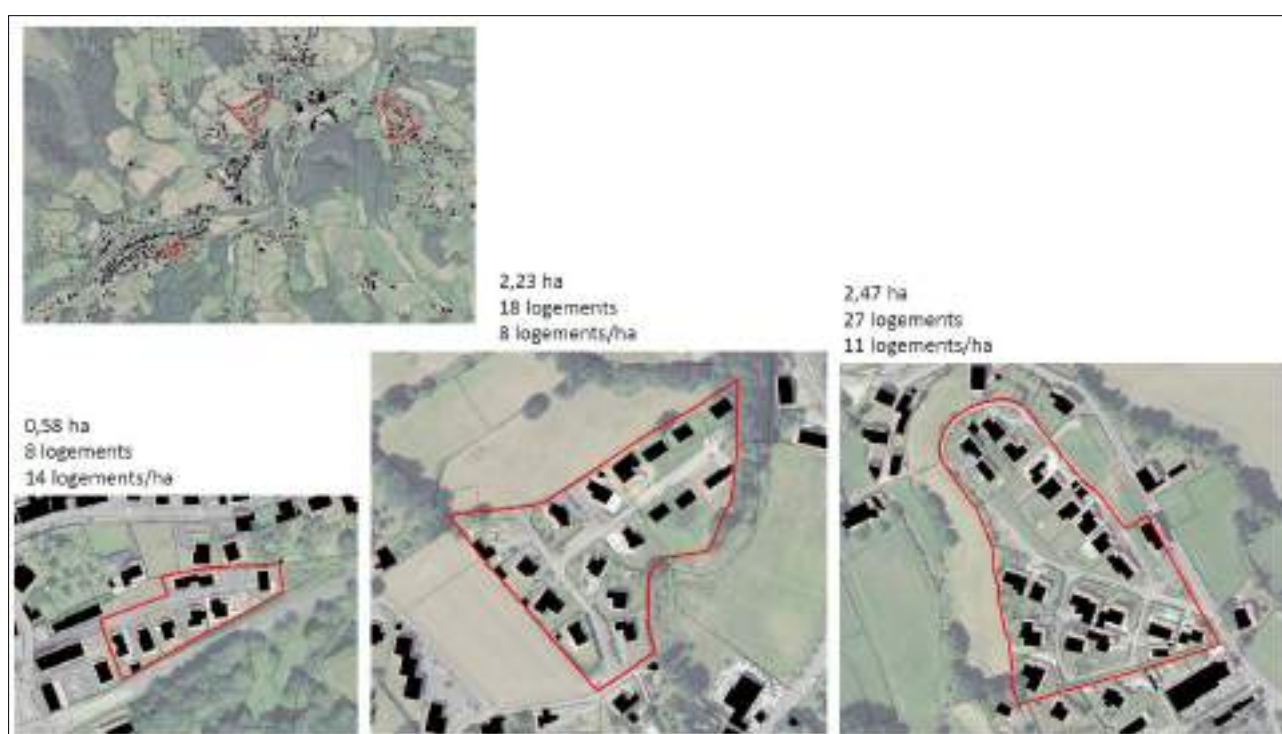 2,23 ha
18 logements
8 logements/ha
2,47 ha
27 logements
11 logements/ha
0,58 ha
8 logements
14 logements/ha